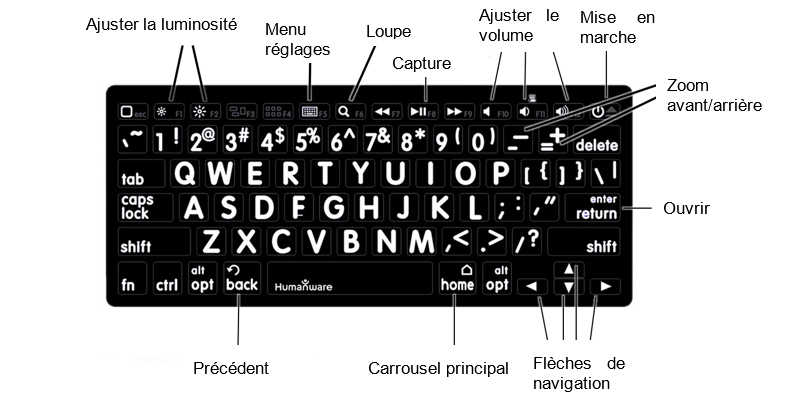 Ajuster la luminosité
Menu
réglages
Loupe
Capture
Ajuster le
volume
Mise en
marche
Zoom
avant/arrière
esc F1 F2 F3 F4 F5 F6 F7 F8 F9 F10 F11
` ~ 1 ! 2 @ 3 # 4 $ 5 % 6 ^ 7 & 8 * 9 ( 0 ) - _ = + delete
tab Q W E R T Y U I O P [ { ] } \ |
caps
lock A S D F G H J K L ; : , " enter
return
Ouvrir
shift Z X C V B N M , < . > / ? shift
fn ctrl alt
opt back HumanWare home alt
opt
Précédent
Carrousel principal
Flèches de
navigation